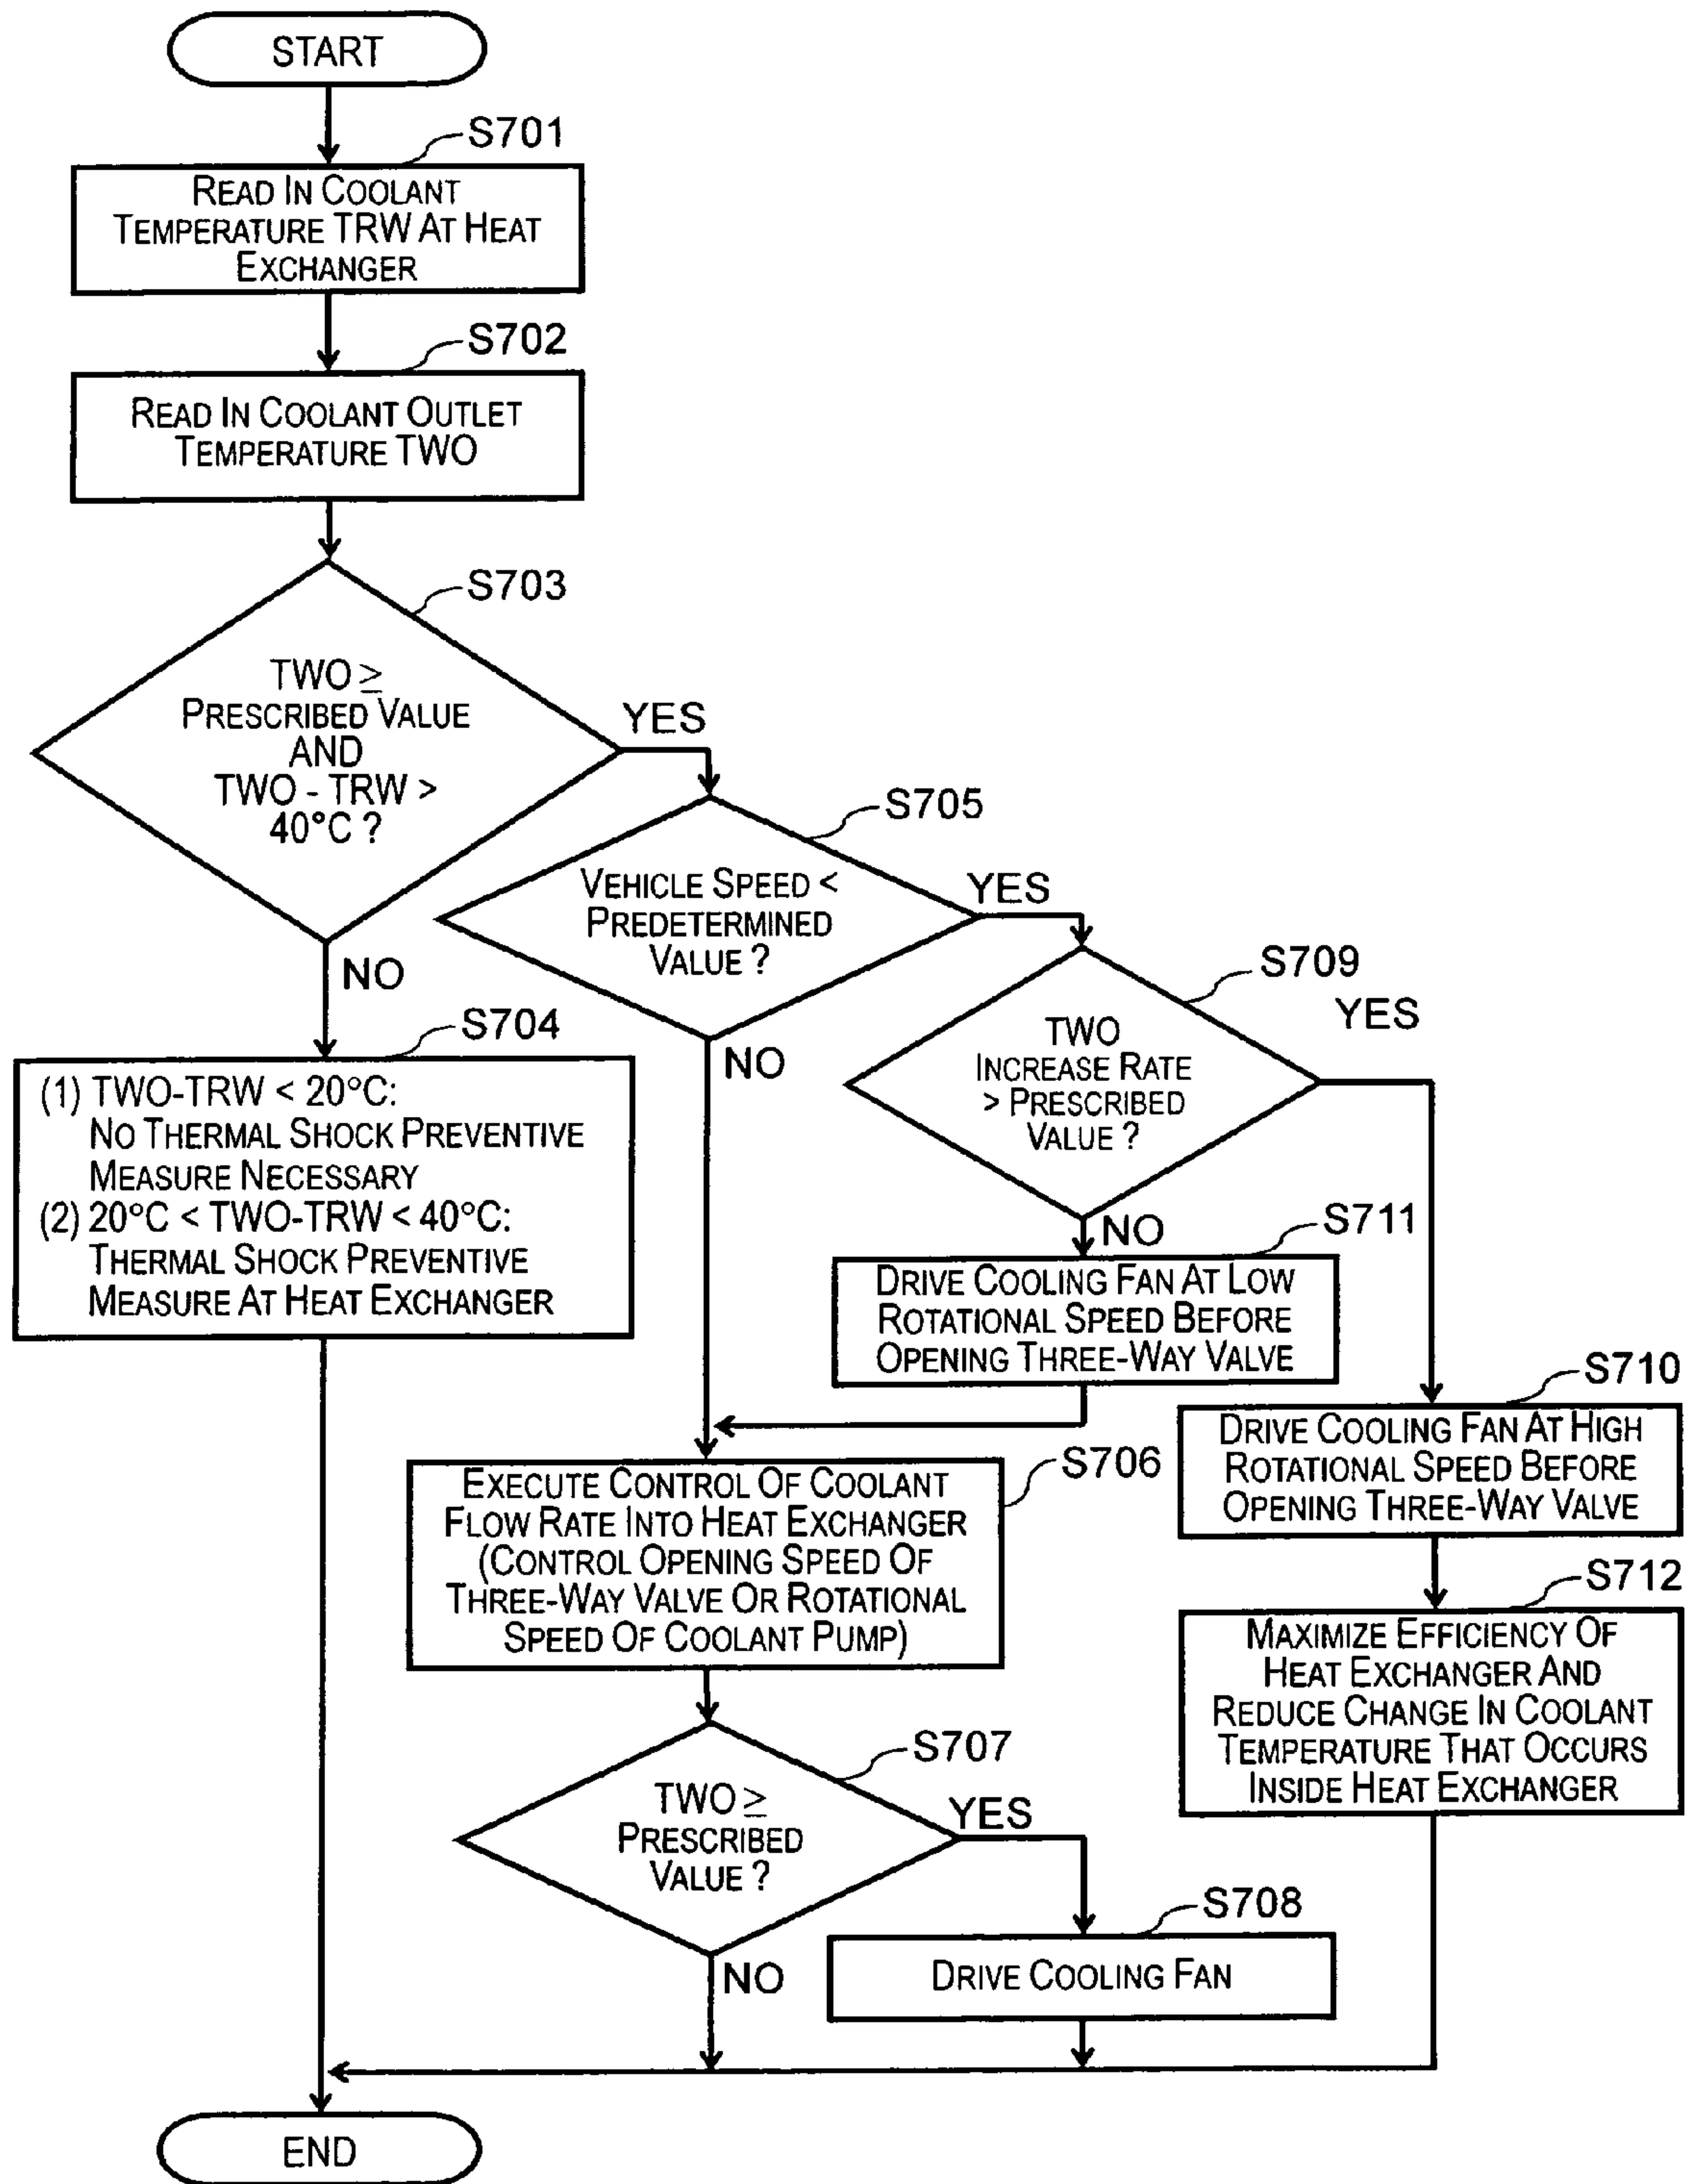 START
S701
READ IN COOLANT
TEMPERATURE TRW AT HEAT
EXCHANGER
S702
READ IN COOLANT OUTLET
TEMPERATURE TWO
S703
TWO ≥
PRESCRIBED VALUE
AND
TWO - TRW >
40°C ?
YES
NO
S704
(1) TWO-TRW < 20°C:
NO THERMAL SHOCK PREVENTIVE
MEASURE NECESSARY
(2) 20°C < TWO-TRW < 40°C:
THERMAL SHOCK PREVENTIVE
MEASURE AT HEAT EXCHANGER
S705
VEHICLE SPEED <
PREDETERMINED
VALUE ?
YES
NO
S709
TWO
INCREASE RATE
> PRESCRIBED
VALUE ?
YES
NO
S711
DRIVE COOLING FAN AT LOW
ROTATIONAL SPEED BEFORE
OPENING THREE-WAY VALVE
S710
DRIVE COOLING FAN AT HIGH
ROTATIONAL SPEED BEFORE
OPENING THREE-WAY VALVE
S706
EXECUTE CONTROL OF COOLANT
FLOW RATE INTO HEAT EXCHANGER
(CONTROL OPENING SPEED OF
THREE-WAY VALVE OR ROTATIONAL
SPEED OF COOLANT PUMP)
S712
MAXIMIZE EFFICIENCY OF
HEAT EXCHANGER AND
REDUCE CHANGE IN COOLANT
TEMPERATURE THAT OCCURS
INSIDE HEAT EXCHANGER
S707
TWO ≥
PRESCRIBED
VALUE ?
YES
NO
S708
DRIVE COOLING FAN
END